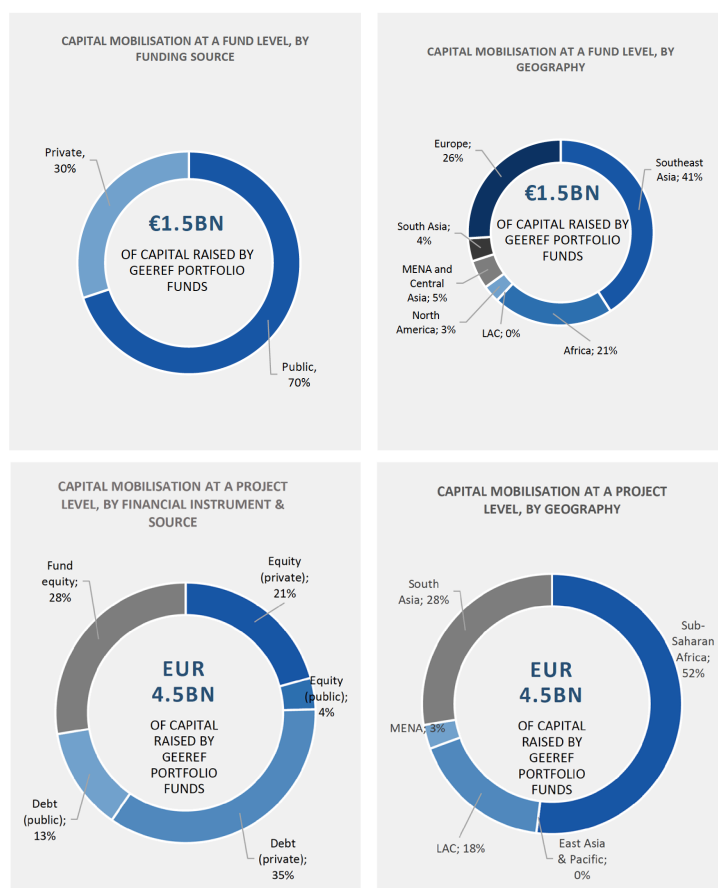 CAPITAL MOBILISATION AT A FUND LEVEL, BY
FUNDING SOURCE
Private,
30%
€1.5BN
OF CAPITAL RAISED BY
GEEREF PORTFOLIO
FUNDS
Public,
70%
CAPITAL MOBILISATION AT A FUND LEVEL, BY
GEOGRAPHY
Europe;
26%
Southeast
Asia; 41%
€1.5BN
OF CAPITAL RAISED BY
GEEREF PORTFOLIO
FUNDS
South Asia;
4%
MENA and
Central
Asia; 5%
North
America; 3%
LAC; 0%
Africa; 21%
CAPITAL MOBILISATION AT A PROJECT
LEVEL, BY FINANCIAL INSTRUMENT &
SOURCE
Fund
equity;
28%
Equity
(private);
21%
EUR
4.5BN
OF CAPITAL
RAISED BY
GEEREF
PORTFOLIO
FUNDS
Equity
(public);
4%
Debt
(public);
13%
Debt
(private);
35%
CAPITAL MOBILISATION AT A PROJECT
LEVEL, BY GEOGRAPHY
South
Asia; 28%
Sub-
Saharan
Africa;
52%
EUR
4.5BN
OF CAPITAL
RAISED BY
GEEREF
PORTFOLIO
FUNDS
MENA; 3%
LAC; 18%
East Asia
& Pacific;
0%